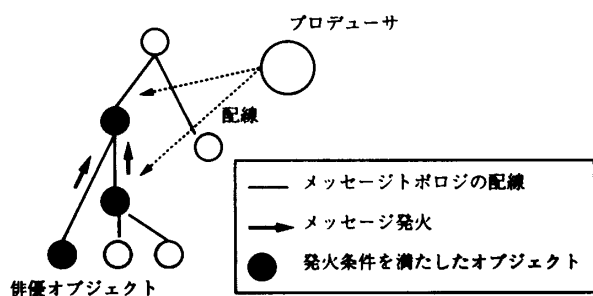 プロデューサ
配線
メッセージトポロジの配線
メッセージ発火
発火条件を満たしたオブジェクト
俳優オブジェクト